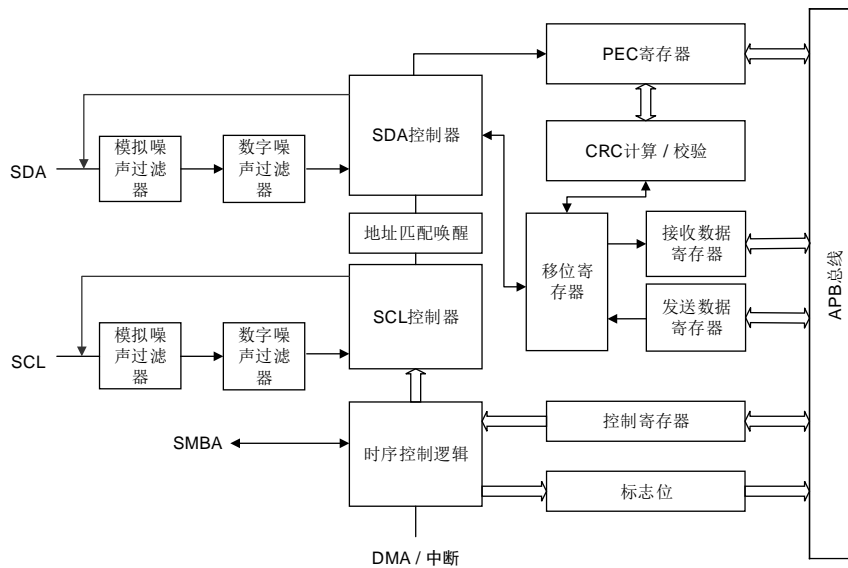 PEC寄存器
SDA控制器
CRC计算 / 校验
SDA
模拟噪
声过滤
器
数字噪
声过滤
器
地址匹配唤醒
移位寄
存器
接收数据
寄存器
发送数据
寄存器
APB总线
SCL控制器
SCL
模拟噪
声过滤
器
数字噪
声过滤
器
SMBA
时序控制逻辑
控制寄存器
标志位
DMA / 中断